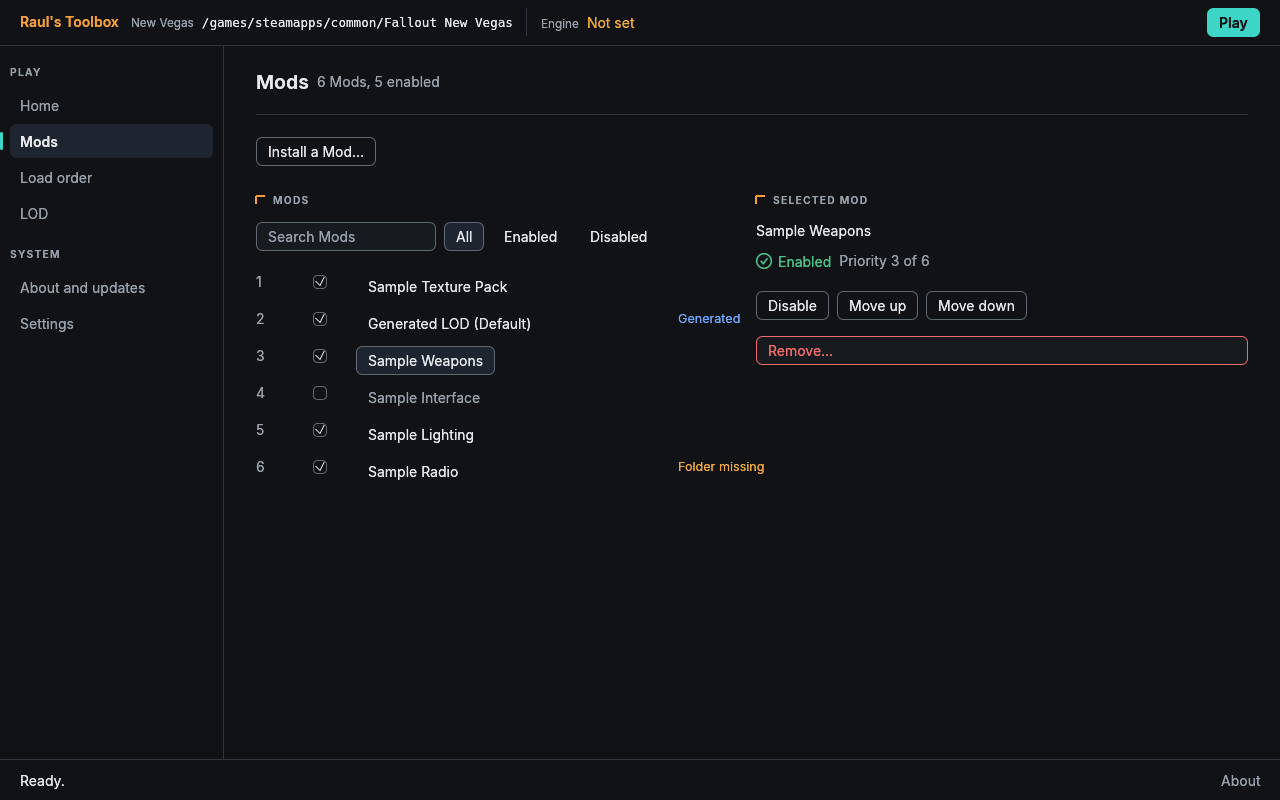 Raul's Toolbox New Vegas /games/steamapps/common/Fallout New Vegas Engine Not set Play
PLAY
Home
Mods
Load order
LOD
SYSTEM
About and updates
Settings
Mods 6 Mods, 5 enabled
Install a Mod...
MODS
Search Mods All Enabled Disabled
1 Sample Texture Pack
2 Generated LOD (Default) Generated
3 Sample Weapons
4 Sample Interface
5 Sample Lighting
6 Sample Radio Folder missing
SELECTED MOD
Sample Weapons
Enabled Priority 3 of 6
Disable Move up Move down
Remove...
Ready. About